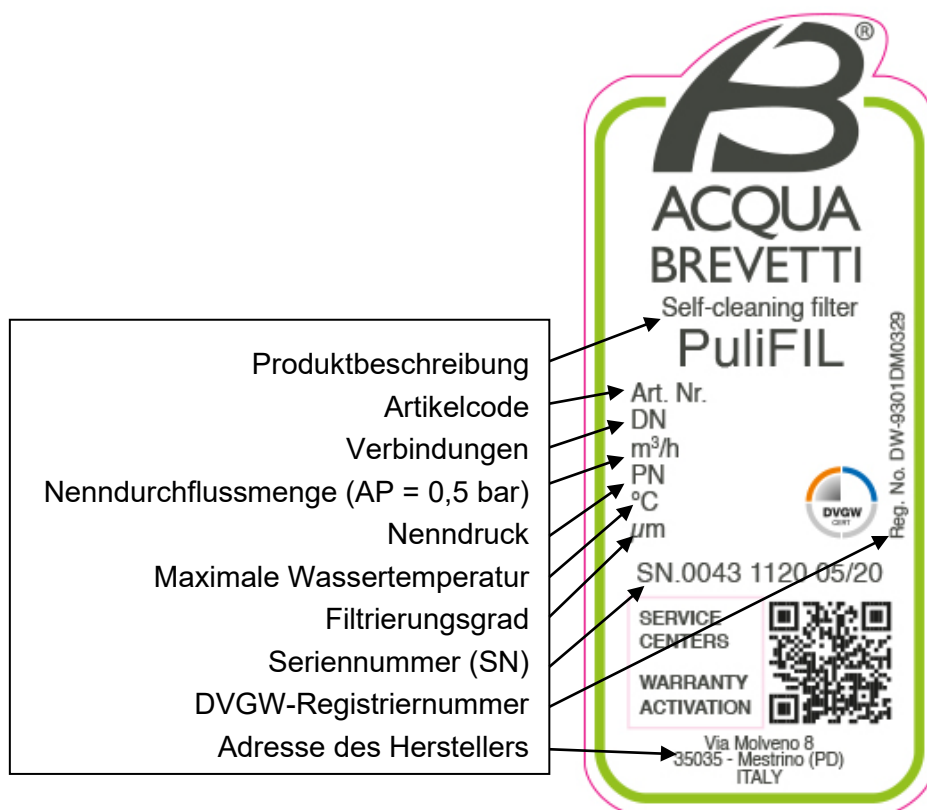 Produktbeschreibung
Artikelcode
Verbindungen
Nenndurchflussmenge (AP = 0,5 bar)
Nenndruck
Maximale Wassertemperatur
Filtrierungsgrad
Seriennummer (SN)
DVGW-Registriernummer
Adresse des Herstellers
®
ACQUA
BREVETTI
Self-cleaning filter
PuliFIL
Art. Nr.
DN
m³/h
PN
°C
µm
DVGW
CERT
Reg. No. DW-9301DM0329
SN.0043 1120 05/20
SERVICE
CENTERS
WARRANTY
ACTIVATION
Via Molveno 8
35035 - Mestrino (PD)
ITALY